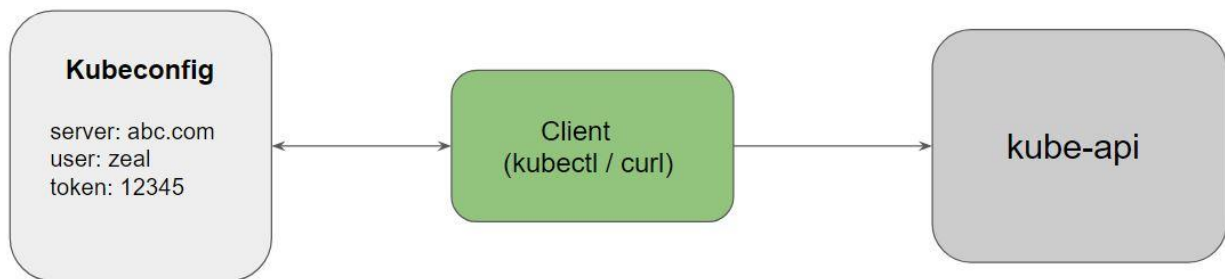 Kubeconfig
server: abc.com
user: zeal
token: 12345
Client
(kubectl / curl)
kube-api